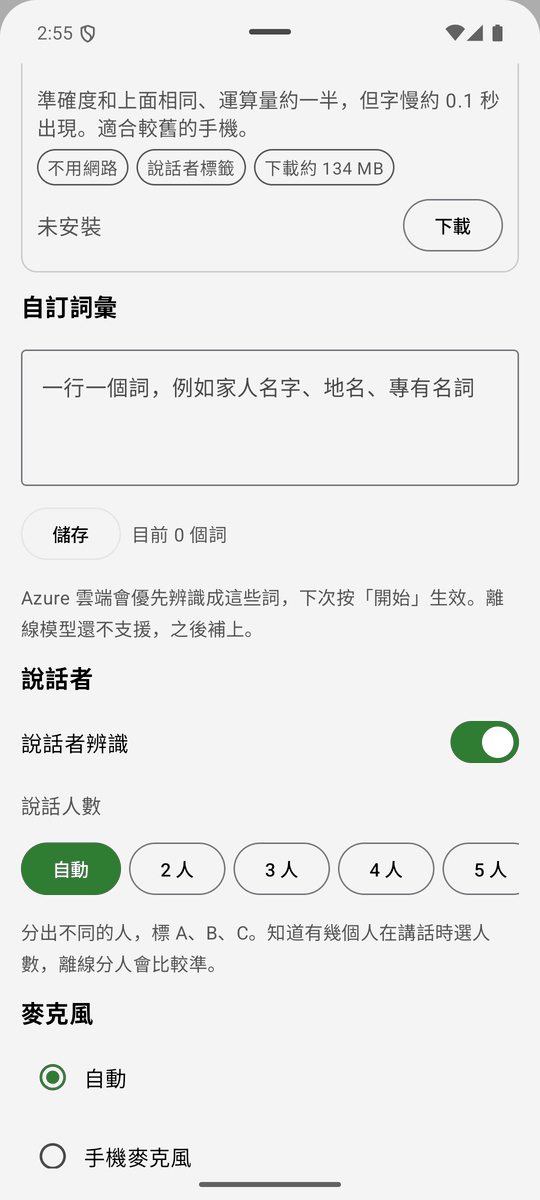 2:55
準確度和上面相同、運算量約一半，但字慢約 0.1 秒
出現。適合較舊的手機。
不用網路
說話者標籤
下載約 134 MB
未安裝
下載
自訂詞彙
一行一個詞，例如家人名字、地名、專有名詞
儲存
目前 0 個詞
Azure 雲端會優先辨識成這些詞，下次按「開始」生效。離
線模型還不支援，之後補上。
說話者
說話者辨識
說話人數
自動
2 人
3 人
4 人
5 人
分出不同的人，標 A、B、C。知道有幾個人在講話時選人
數，離線分人會比較準。
麥克風
自動
手機麥克風